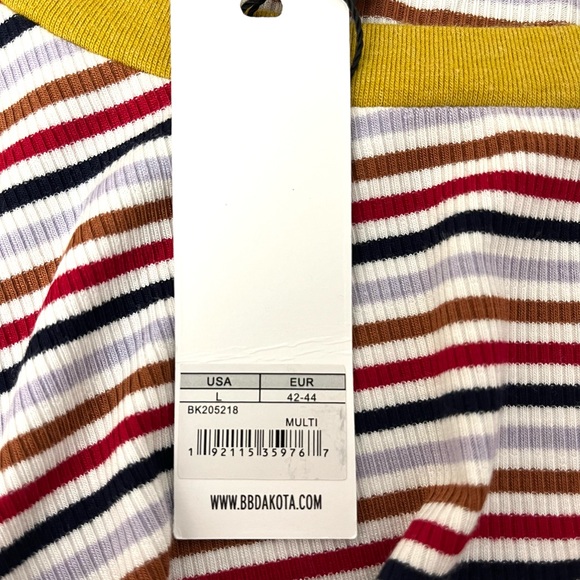 USA EUR
L 42-44
BK205218
MULTI
1 92115 35976 7
WWW.BBDAKOTA.COM